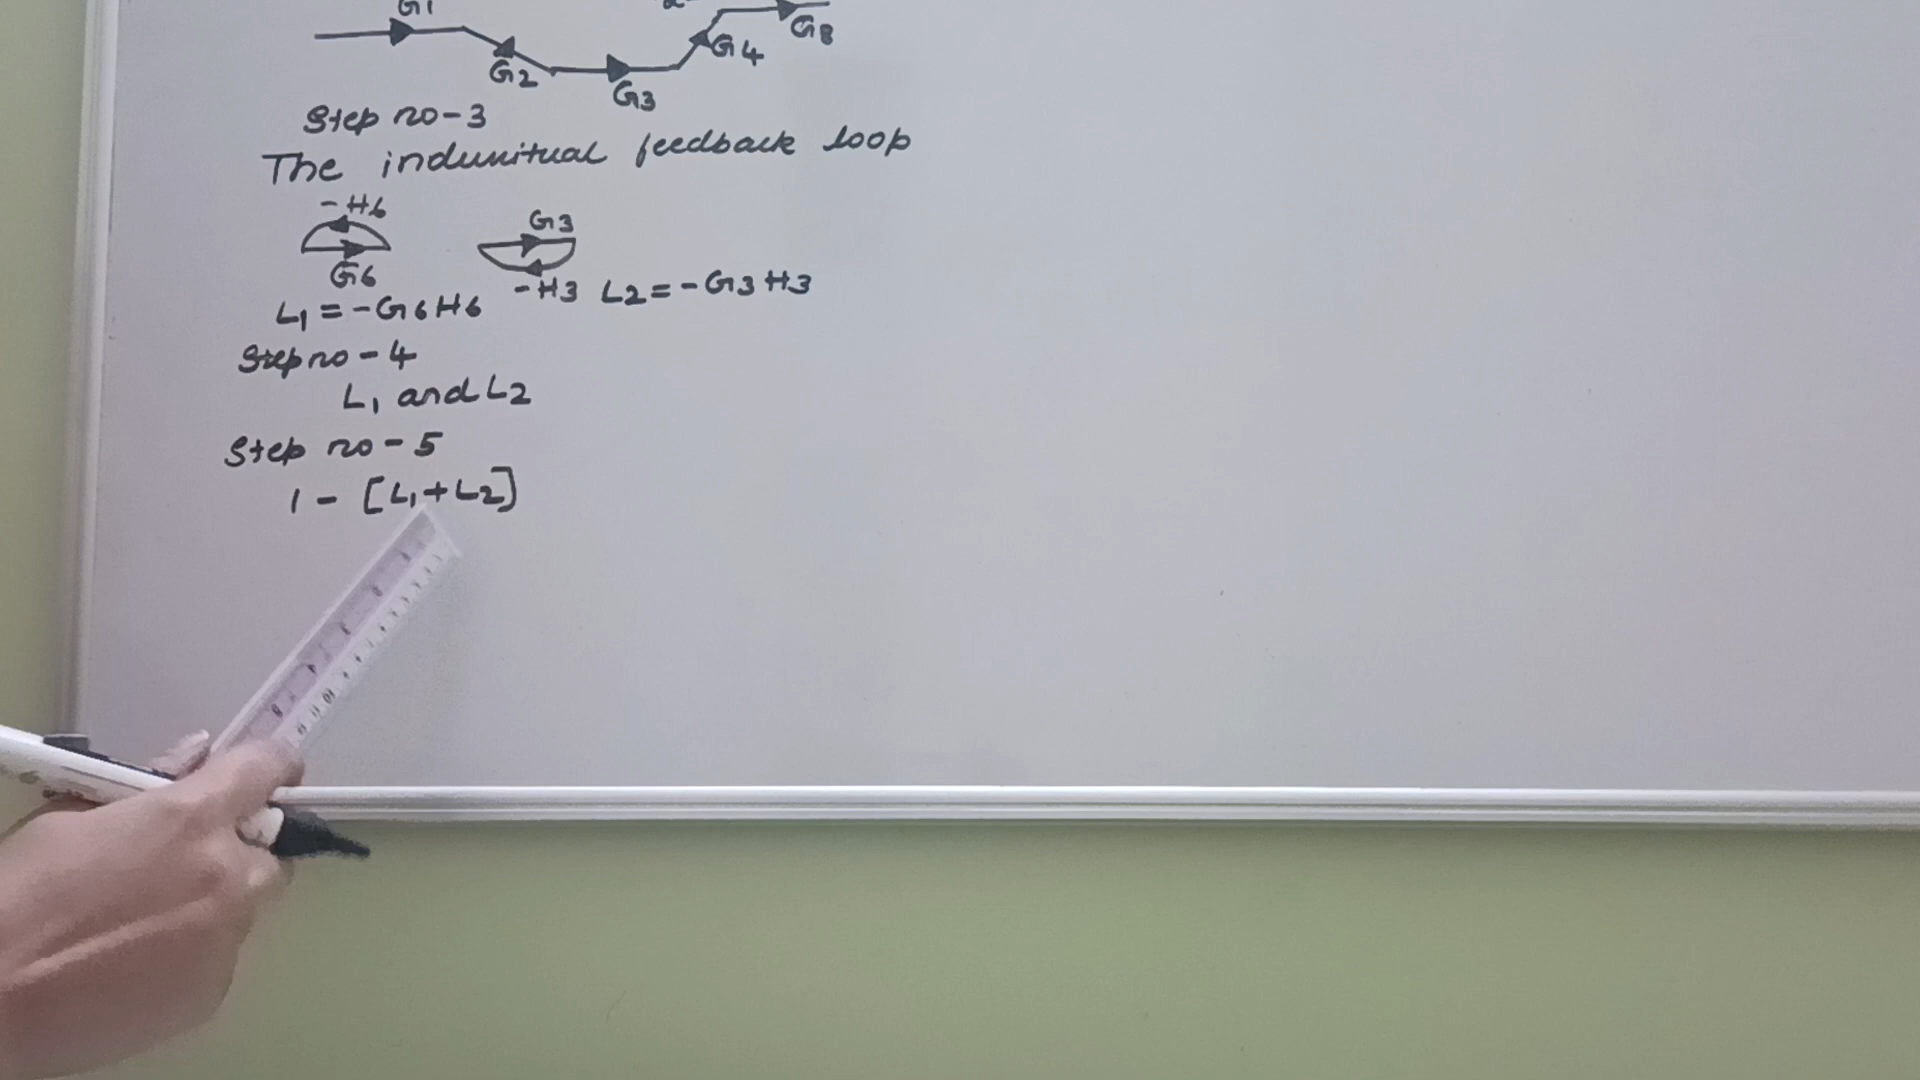 G1
G8
G4
G2
G3
Step no-3
The indunitual feedback loop
-H6
G3
G6
-H3 L2=-G3H3
L1=-G6H6
Step no-4
L1 and L2
Step no-5
1-[L1+L2]